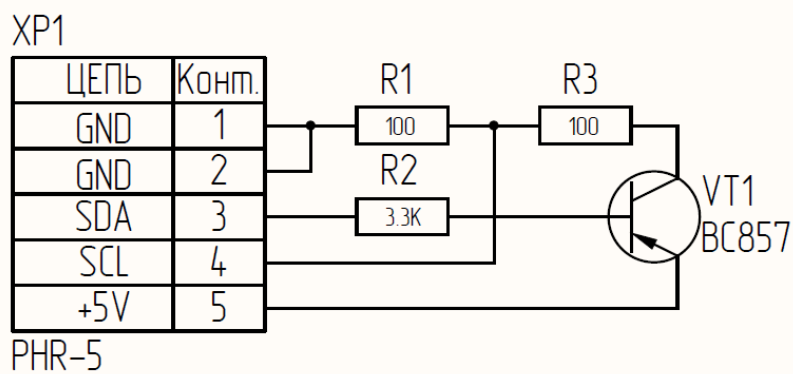 XP1
ЦЕПЬ Конт.
GND 1
GND 2
SDA 3
SCL 4
+5V 5
PHR-5
R1
100
R2
3.3K
R3
100
VT1
BC857